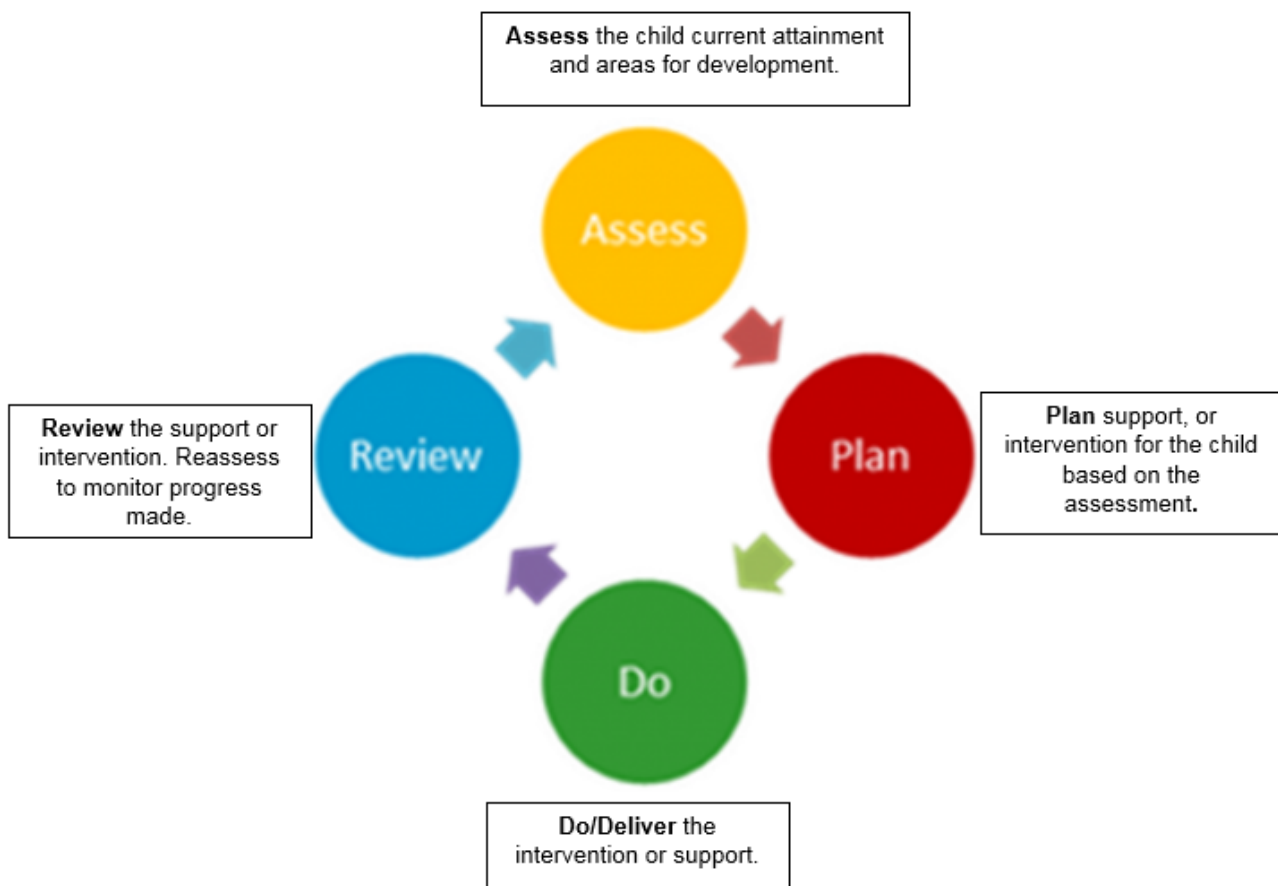 Assess the child current attainment
and areas for development.
Assess
Review the support or
intervention. Reassess
to monitor progress
made.
Review
Plan
Plan support, or
intervention for the child
based on the
assessment.
Do
Do/Deliver the
intervention or support.